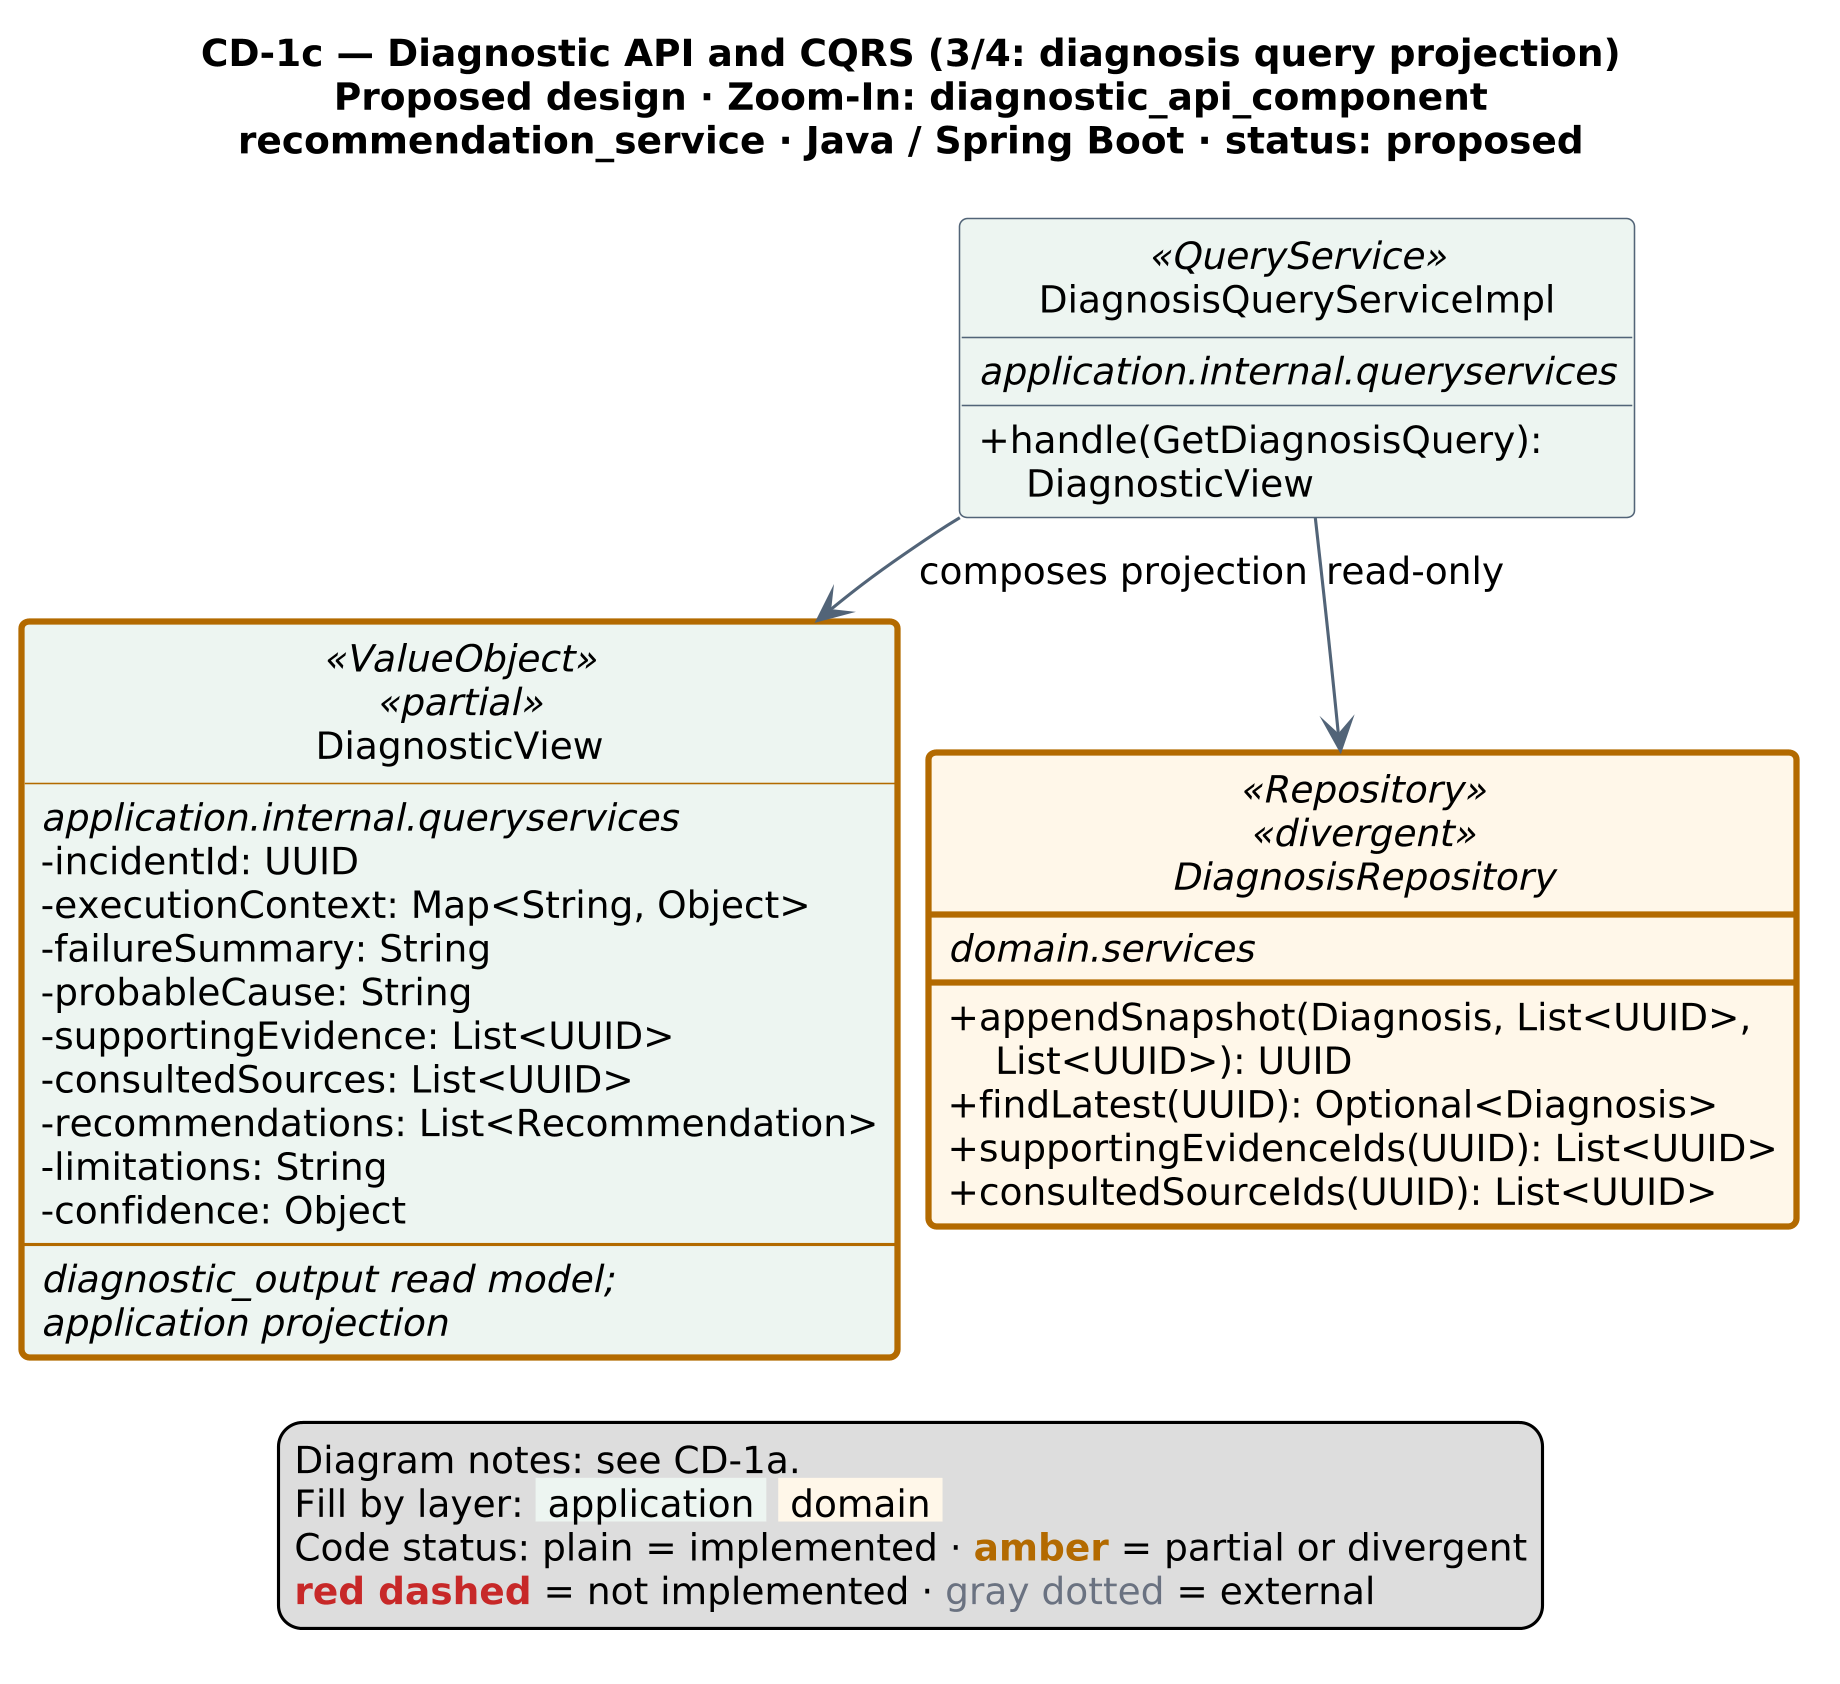 CD-1c — Diagnostic API and CQRS (3/4: diagnosis query projection)
Proposed design · Zoom-In: diagnostic_api_component
recommendation_service · Java / Spring Boot · status: proposed
«QueryService»
DiagnosisQueryServiceImpl
application.internal.queryservices
+handle(GetDiagnosisQuery):
DiagnosticView
composes projection
read-only
«ValueObject»
«partial»
DiagnosticView
application.internal.queryservices
-incidentId: UUID
-executionContext: Map<String, Object>
-failureSummary: String
-probableCause: String
-supportingEvidence: List<UUID>
-consultedSources: List<UUID>
-recommendations: List<Recommendation>
-limitations: String
-confidence: Object
diagnostic_output read model;
application projection
«Repository»
«divergent»
DiagnosisRepository
domain.services
+appendSnapshot(Diagnosis, List<UUID>,
List<UUID>): UUID
+findLatest(UUID): Optional<Diagnosis>
+supportingEvidenceIds(UUID): List<UUID>
+consultedSourceIds(UUID): List<UUID>
Diagram notes: see CD-1a.
Fill by layer: application domain
Code status: plain = implemented · amber = partial or divergent
red dashed = not implemented · gray dotted = external